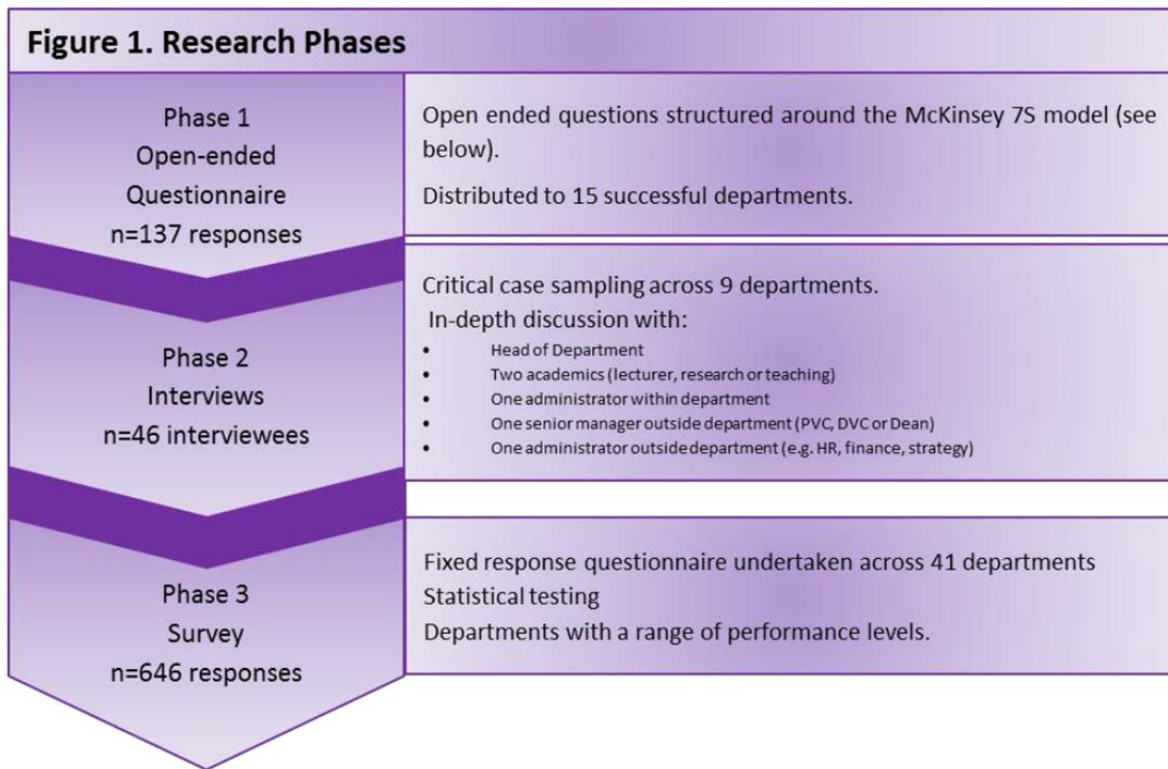 Figure 1. Research Phases
Phase 1
Open-ended
Questionnaire
n=137 responses
Open ended questions structured around the McKinsey 7S model (see
below).
Distributed to 15 successful departments.
Phase 2
Interviews
n=46 interviewees
Critical case sampling across 9 departments.
In-depth discussion with:
• Head of Department
• Two academics (lecturer, research or teaching)
• One administrator within department
• One senior manager outside department (PVC, DVC or Dean)
• One administrator outside department (e.g. HR, finance, strategy)
Phase 3
Survey
n=646 responses
Fixed response questionnaire undertaken across 41 departments
Statistical testing
Departments with a range of performance levels.